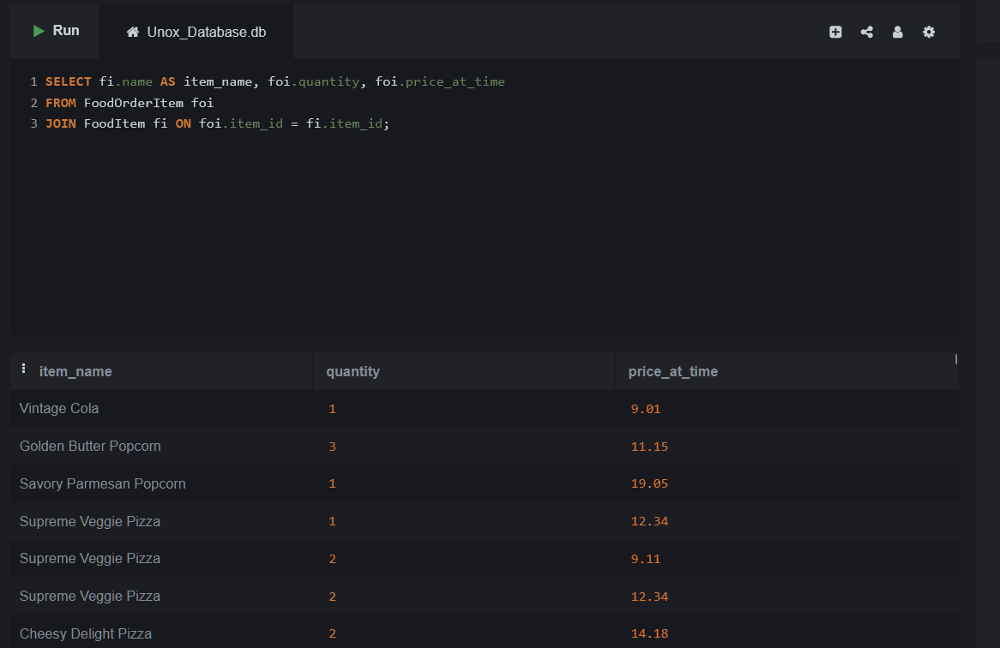 Run Unox_Database.db
1 SELECT fi.name AS item_name, foi.quantity, foi.price_at_time
2 FROM FoodOrderItem foi
3 JOIN FoodItem fi ON foi.item_id = fi.item_id;
item_name quantity price_at_time
Vintage Cola 1 9.01
Golden Butter Popcorn 3 11.15
Savory Parmesan Popcorn 1 19.05
Supreme Veggie Pizza 1 12.34
Supreme Veggie Pizza 2 9.11
Supreme Veggie Pizza 2 12.34
Cheesy Delight Pizza 2 14.18